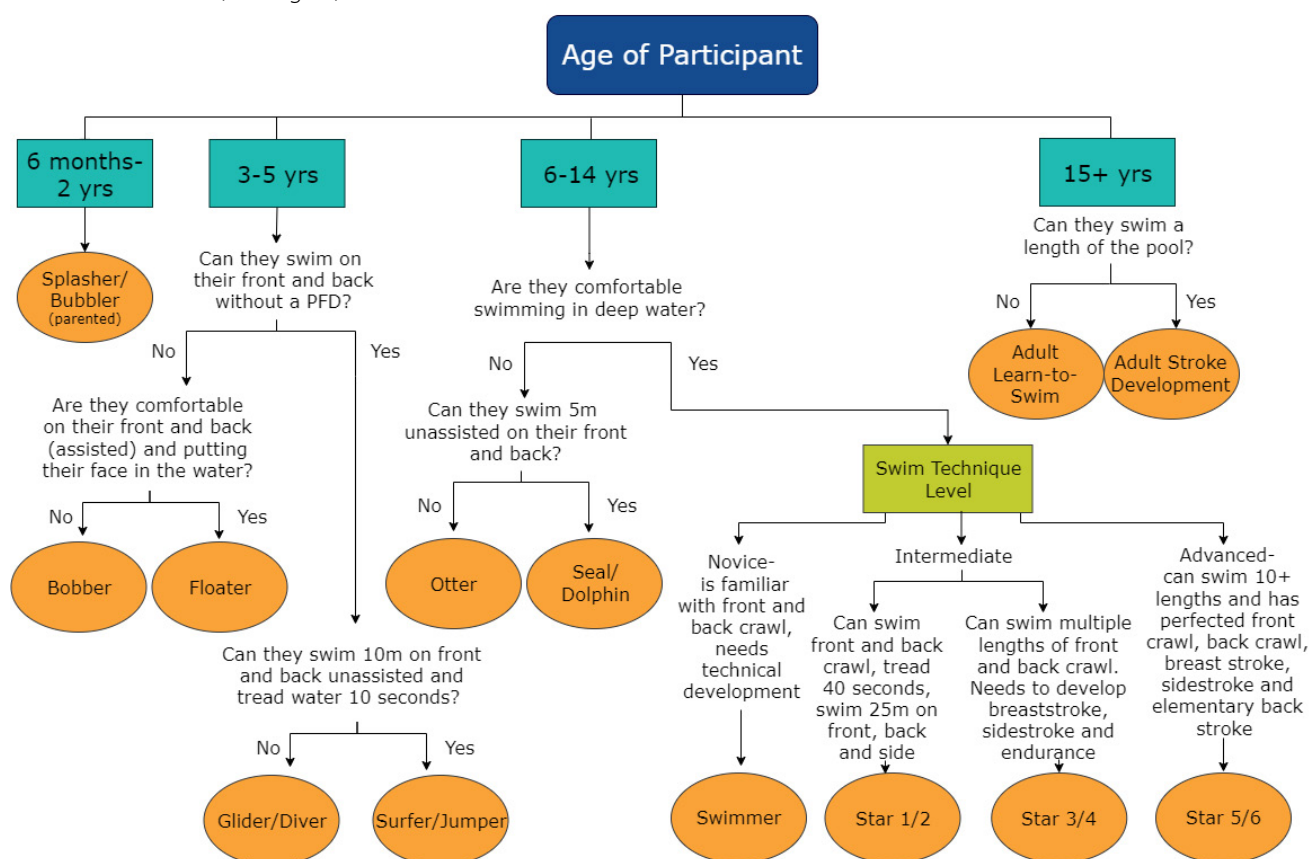 Age of Participant
6 months-
2 yrs
3-5 yrs
6-14 yrs
15+ yrs
Splasher/
Bubbler
(parented)
Can they swim on
their front and back
without a PFD?
No
Yes
Are they comfortable
on their front and back
(assisted) and putting
their face in the water?
No
Yes
Bobber
Floater
Can they swim 10m on front
and back unassisted and
tread water 10 seconds?
No
Yes
Glider/Diver
Surfer/Jumper
Are they comfortable
swimming in deep water?
No
Yes
Can they swim 5m
unassisted on their front
and back?
No
Yes
Otter
Seal/
Dolphin
Swim Technique
Level
Novice-
is familiar
with front and
back crawl,
needs
technical
development
Swimmer
Intermediate
Can swim
front and back
crawl, tread
40 seconds,
swim 25m on
front, back
and side
Star 1/2
Can swim multiple
lengths of front
and back crawl.
Needs to develop
breaststroke,
sidestroke and
endurance
Star 3/4
Advanced-
can swim 10+
lengths and has
perfected front
crawl, back crawl,
breast stroke,
sidestroke and
elementary back
stroke
Star 5/6
Can they swim a
length of the pool?
No
Yes
Adult
Learn-to-
Swim
Adult Stroke
Development